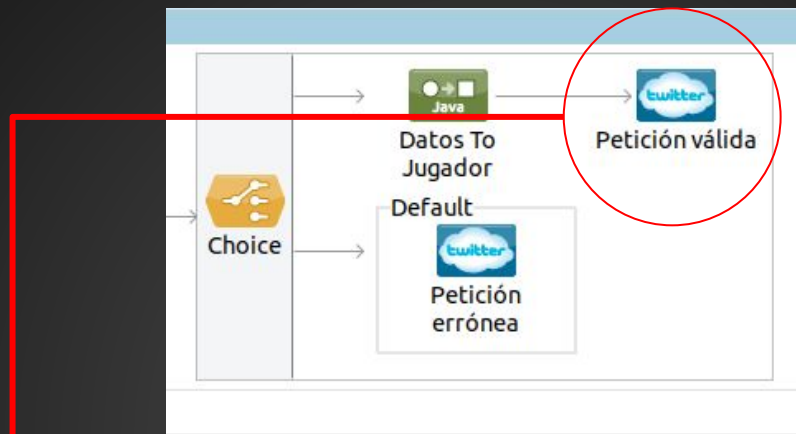 Java
twitter
Datos To
Jugador
Petición válida
Choice
Default
twitter
Petición
errónea